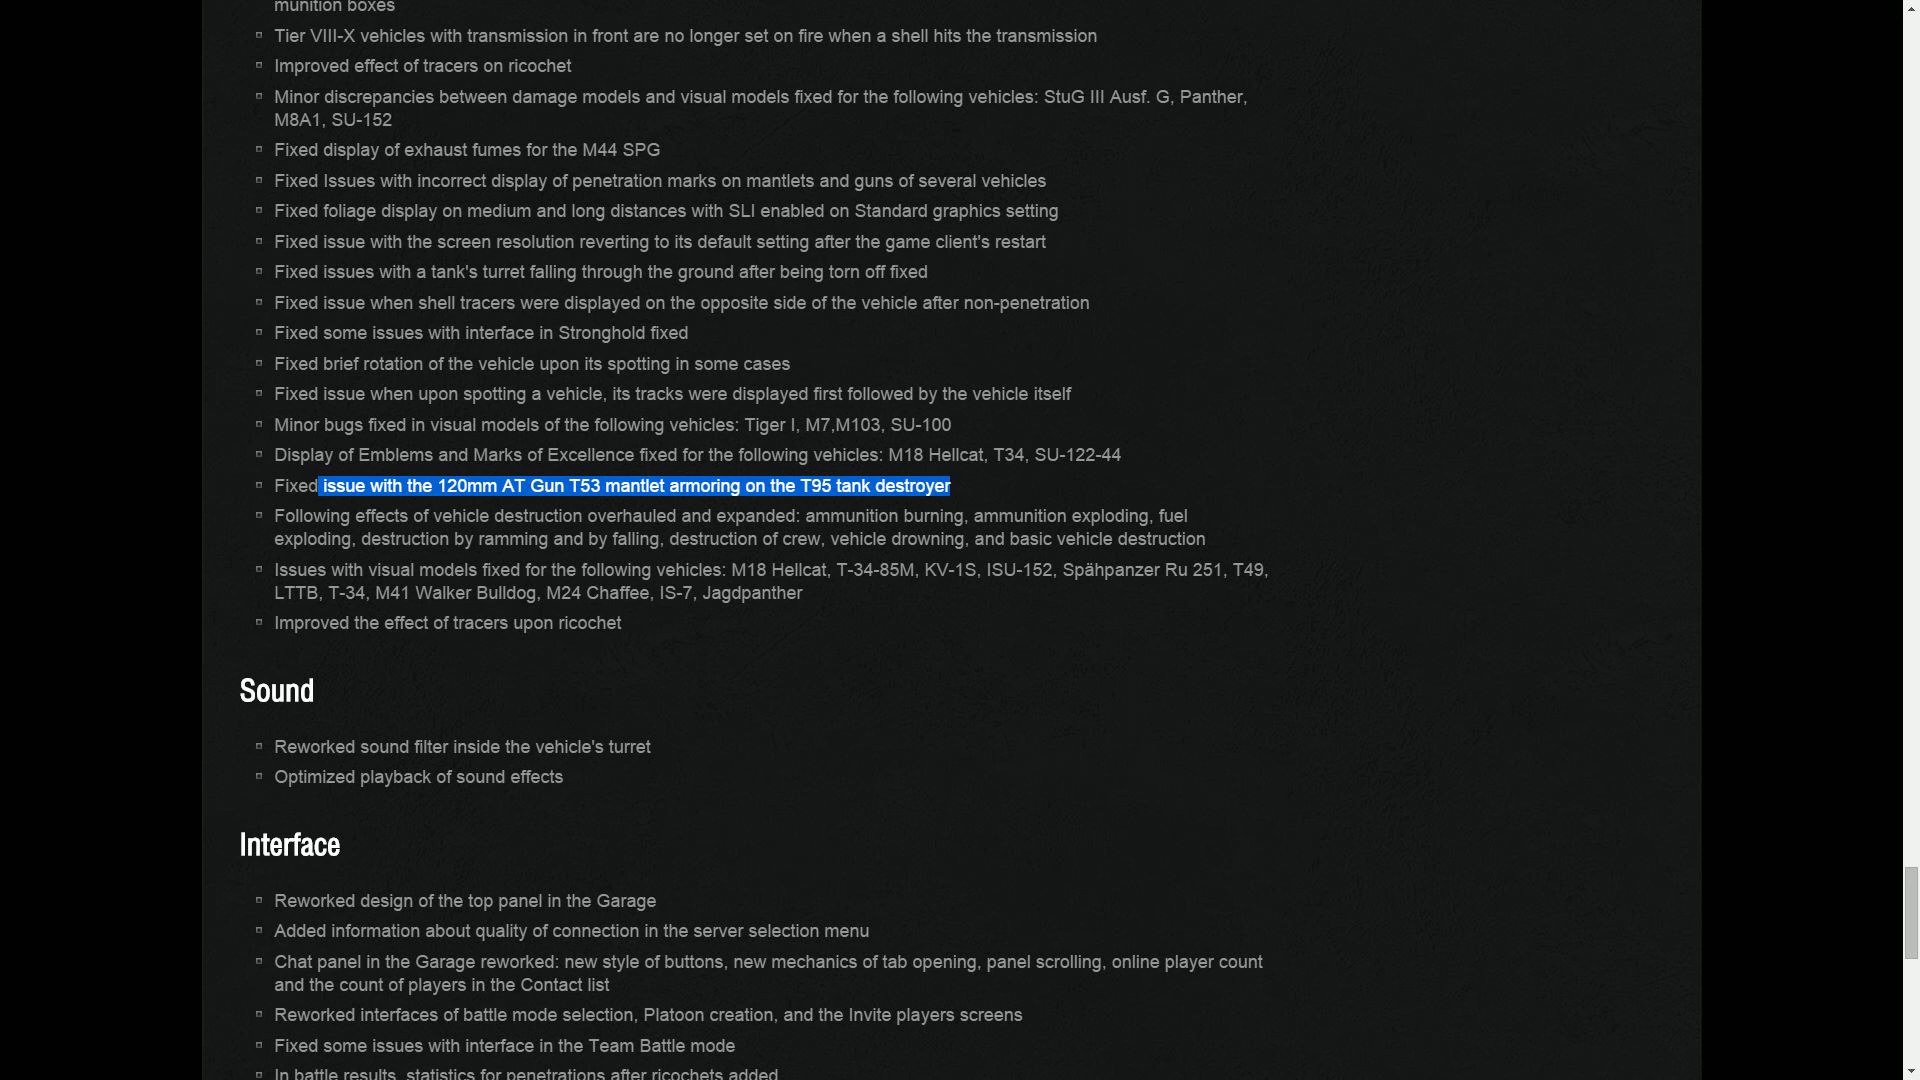 munition boxes
Tier VIII-X vehicles with transmission in front are no longer set on fire when a shell hits the transmission
Improved effect of tracers on ricochet
Minor discrepancies between damage models and visual models fixed for the following vehicles: StuG III Ausf. G, Panther,
M8A1, SU-152
Fixed display of exhaust fumes for the M44 SPG
Fixed Issues with incorrect display of penetration marks on mantlets and guns of several vehicles
Fixed foliage display on medium and long distances with SLI enabled on Standard graphics setting
Fixed issue with the screen resolution reverting to its default setting after the game client's restart
Fixed issues with a tank's turret falling through the ground after being torn off fixed
Fixed issue when shell tracers were displayed on the opposite side of the vehicle after non-penetration
Fixed some issues with interface in Stronghold fixed
Fixed brief rotation of the vehicle upon its spotting in some cases
Fixed issue when upon spotting a vehicle, its tracks were displayed first followed by the vehicle itself
Minor bugs fixed in visual models of the following vehicles: Tiger I, M7,M103, SU-100
Display of Emblems and Marks of Excellence fixed for the following vehicles: M18 Hellcat, T34, SU-122-44
Fixed issue with the 120mm AT Gun T53 mantlet armoring on the T95 tank destroyer
Following effects of vehicle destruction overhauled and expanded: ammunition burning, ammunition exploding, fuel
exploding, destruction by ramming and by falling, destruction of crew, vehicle drowning, and basic vehicle destruction
Issues with visual models fixed for the following vehicles: M18 Hellcat, T-34-85M, KV-1S, ISU-152, Spähpanzer Ru 251, T49,
LTTB, T-34, M41 Walker Bulldog, M24 Chaffee, IS-7, Jagdpanther
Improved the effect of tracers upon ricochet
Sound
Reworked sound filter inside the vehicle's turret
Optimized playback of sound effects
Interface
Reworked design of the top panel in the Garage
Added information about quality of connection in the server selection menu
Chat panel in the Garage reworked: new style of buttons, new mechanics of tab opening, panel scrolling, online player count
and the count of players in the Contact list
Reworked interfaces of battle mode selection, Platoon creation, and the Invite players screens
Fixed some issues with interface in the Team Battle mode
In battle results, statistics for penetrations after ricochets added